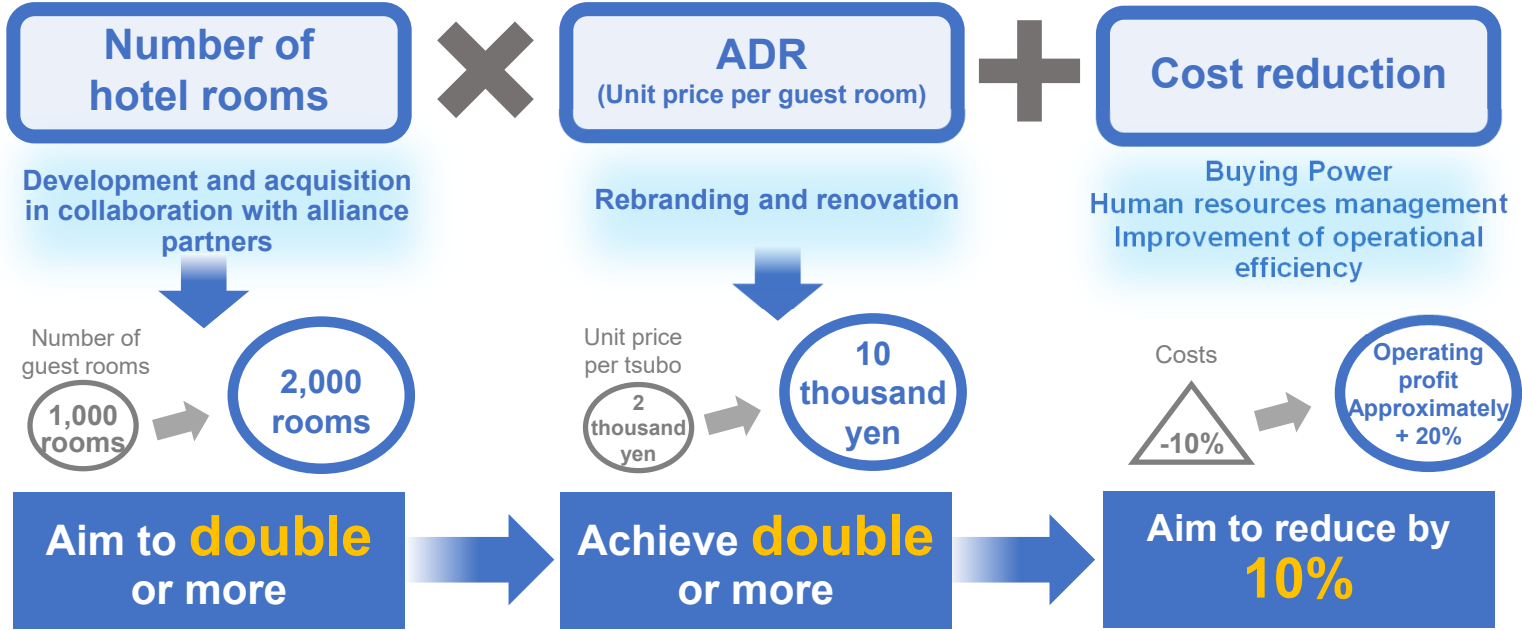 Number of
hotel rooms
ADR
(Unit price per guest room)
Cost reduction
Development and acquisition
in collaboration with alliance
partners
Rebranding and renovation
Buying Power
Human resources management
Improvement of operational
efficiency
Number of
guest rooms
1,000
rooms
2,000
rooms
Unit price
per tsubo
2
thousand
yen
10
thousand
yen
Costs
-10%
Operating
profit
Approximately
+ 20%
Aim to double
or more
Achieve double
or more
Aim to reduce by
10%